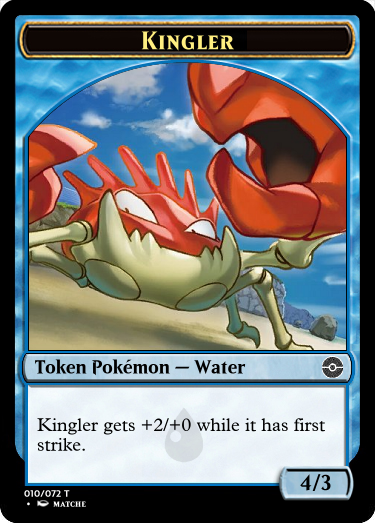 Kingler
Token Pokémon — Water
Kingler gets +2/+0 while it has first
strike.
4/3
010/072 T
• MATCHE